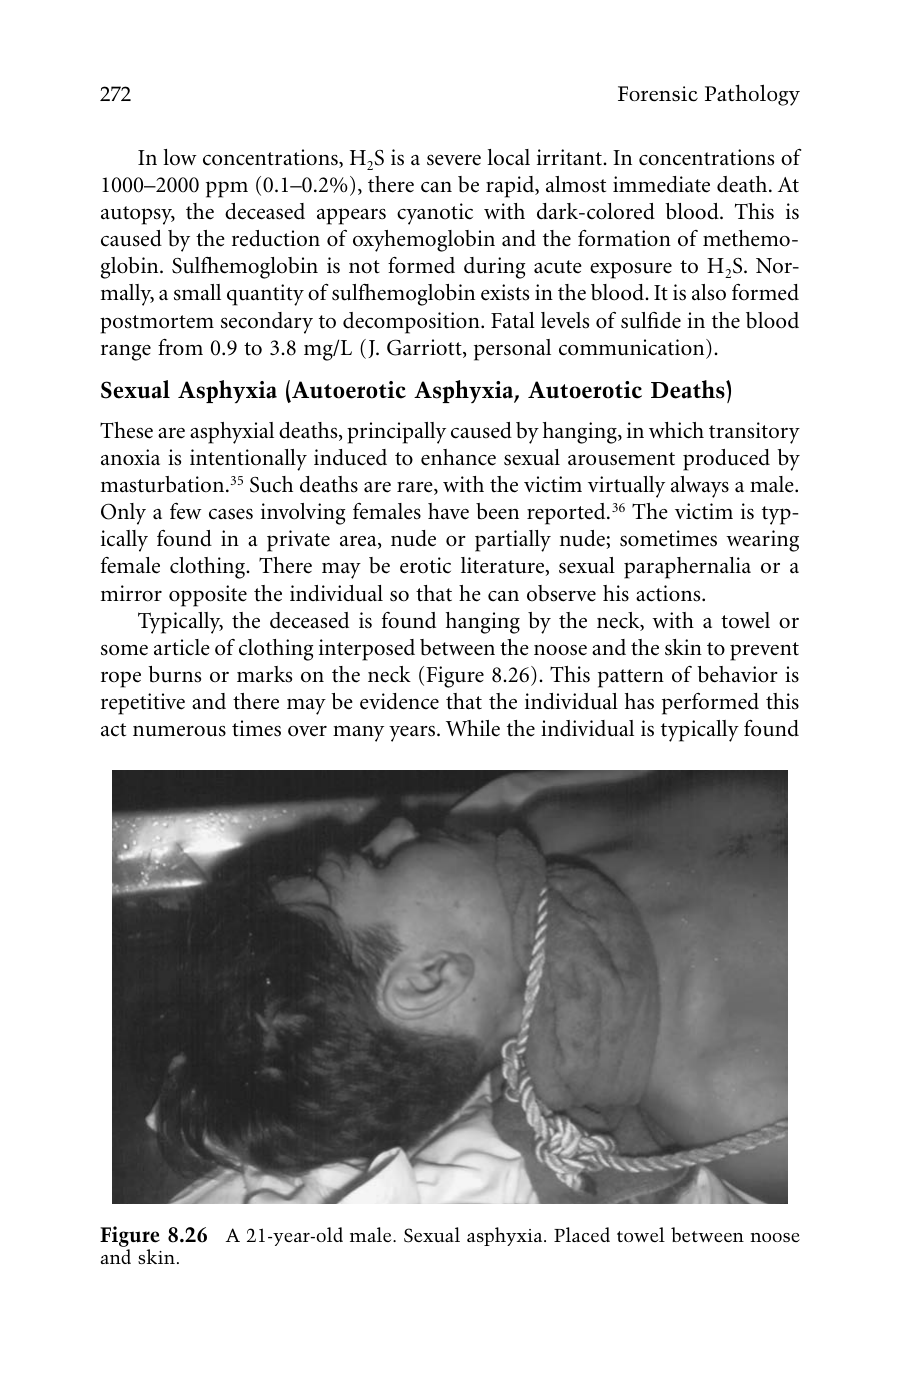 272
Forensic Pathology
In low concentrations, H₂S is a severe local irritant. In concentrations of
1000–2000 ppm (0.1–0.2%), there can be rapid, almost immediate death. At
autopsy, the deceased appears cyanotic with dark-colored blood. This is
caused by the reduction of oxyhemoglobin and the formation of methemo-
globin. Sulfhemoglobin is not formed during acute exposure to H₂S. Nor-
mally, a small quantity of sulfhemoglobin exists in the blood. It is also formed
postmortem secondary to decomposition. Fatal levels of sulfide in the blood
range from 0.9 to 3.8 mg/L (J. Garriott, personal communication).
Sexual Asphyxia (Autoerotic Asphyxia, Autoerotic Deaths)
These are asphyxial deaths, principally caused by hanging, in which transitory
anoxia is intentionally induced to enhance sexual arousement produced by
masturbation.³⁵ Such deaths are rare, with the victim virtually always a male.
Only a few cases involving females have been reported.³⁶ The victim is typ-
ically found in a private area, nude or partially nude; sometimes wearing
female clothing. There may be erotic literature, sexual paraphernalia or a
mirror opposite the individual so that he can observe his actions.
Typically, the deceased is found hanging by the neck, with a towel or
some article of clothing interposed between the noose and the skin to prevent
rope burns or marks on the neck (Figure 8.26). This pattern of behavior is
repetitive and there may be evidence that the individual has performed this
act numerous times over many years. While the individual is typically found
Figure 8.26 A 21-year-old male. Sexual asphyxia. Placed towel between noose
and skin.